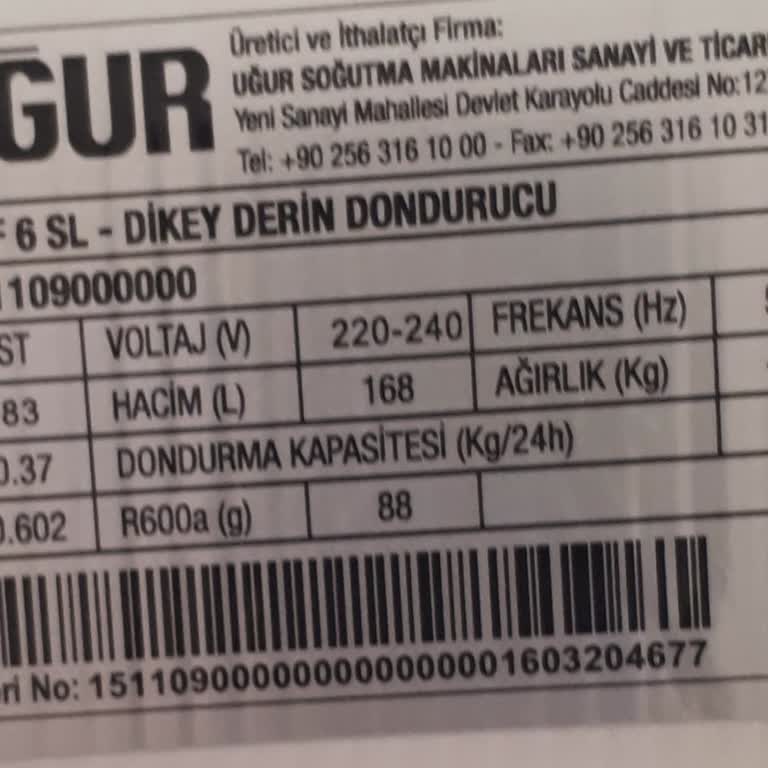 ĞUR
Üretici ve İthalatçı Firma:
UĞUR SOĞUTMA MAKİNALARI SANAYİ VE TİCAR
Yeni Sanayi Mahallesi Devlet Karayolu Caddesi No:12
Tel: +90 256 316 10 00 - Fax: +90 256 316 10 31
F 6 SL - DİKEY DERİN DONDURUCU
1109000000
ST VOLTAJ (V) 220-240 FREKANS (Hz)
83 HACİM (L) 168 AĞIRLIK (Kg)
0.37 DONDURMA KAPASİTESİ (Kg/24h)
0.602 R600a (g) 88
ri No: 1511090000000000000001603204677